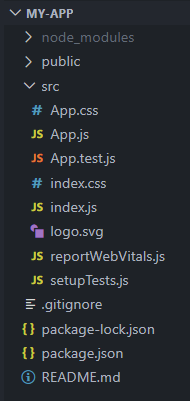 MY-APP
node_modules
public
src
# App.css
JS App.js
JS App.test.js
# index.css
JS index.js
logo.svg
JS reportWebVitals.js
JS setupTests.js
.gitignore
{} package-lock.json
{} package.json
README.md